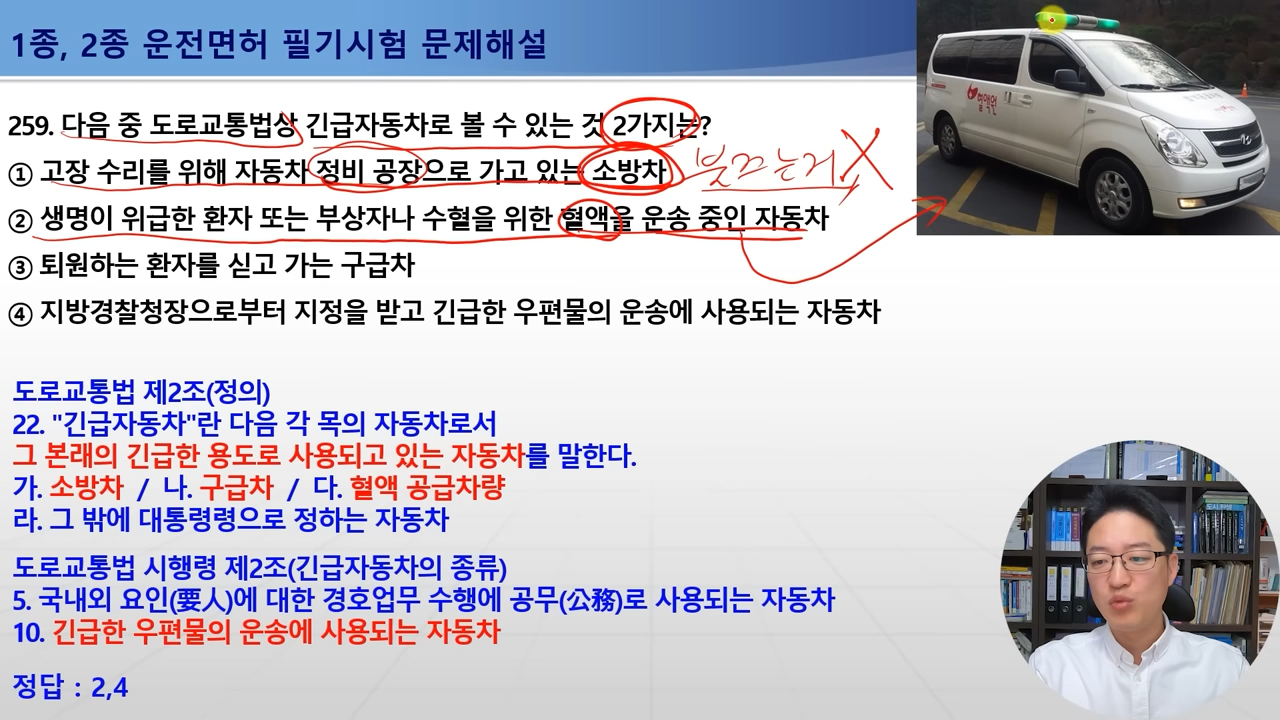 1종, 2종 운전면허 필기시험 문제해설
혈액원
259. 다음 중 도로교통법상 긴급자동차로 볼 수 있는 것 2가지는?
① 고장 수리를 위해 자동차 정비 공장으로 가고 있는 소방차
불끄는거 X
② 생명이 위급한 환자 또는 부상자나 수혈을 위한 혈액을 운송 중인 자동차
③ 퇴원하는 환자를 싣고 가는 구급차
④ 지방경찰청장으로부터 지정을 받고 긴급한 우편물의 운송에 사용되는 자동차
도로교통법 제2조(정의)
22. "긴급자동차"란 다음 각 목의 자동차로서
그 본래의 긴급한 용도로 사용되고 있는 자동차를 말한다.
가. 소방차 / 나. 구급차 / 다. 혈액 공급차량
라. 그 밖에 대통령령으로 정하는 자동차
도로교통법 시행령 제2조(긴급자동차의 종류)
5. 국내외 요인(要人)에 대한 경호업무 수행에 공무(公務)로 사용되는 자동차
10. 긴급한 우편물의 운송에 사용되는 자동차
정답 : 2,4